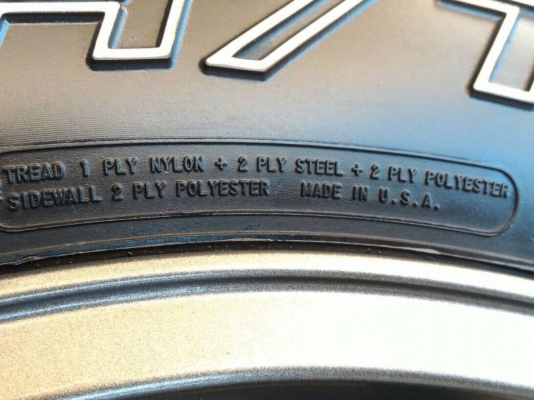 TREAD 1 PLY NYLON + 2 PLY STEEL + 2 PLY POLYESTER
SIDEWALL 2 PLY POLYESTER MADE IN U.S.A.